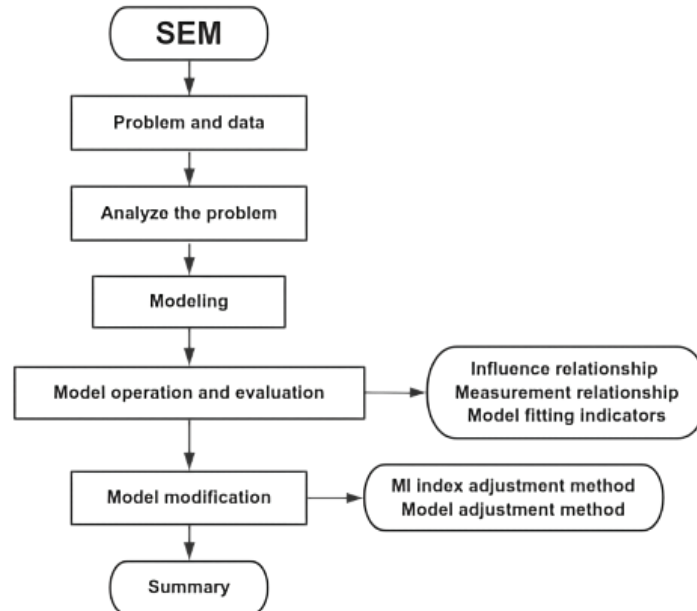 SEM
Problem and data
Analyze the problem
Modeling
Model operation and evaluation
Influence relationship
Measurement relationship
Model fitting indicators
Model modification
MI index adjustment method
Model adjustment method
Summary